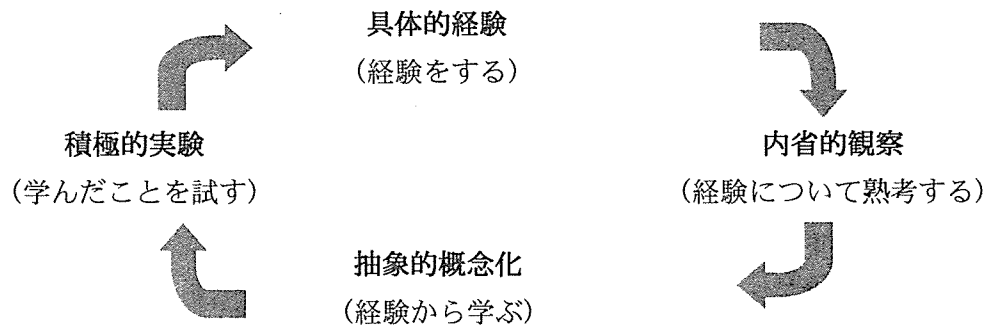 具体的経験
（経験をする）
積極的実験
（学んだことを試す）
内省的観察
（経験について熟考する）
抽象的概念化
（経験から学ぶ）